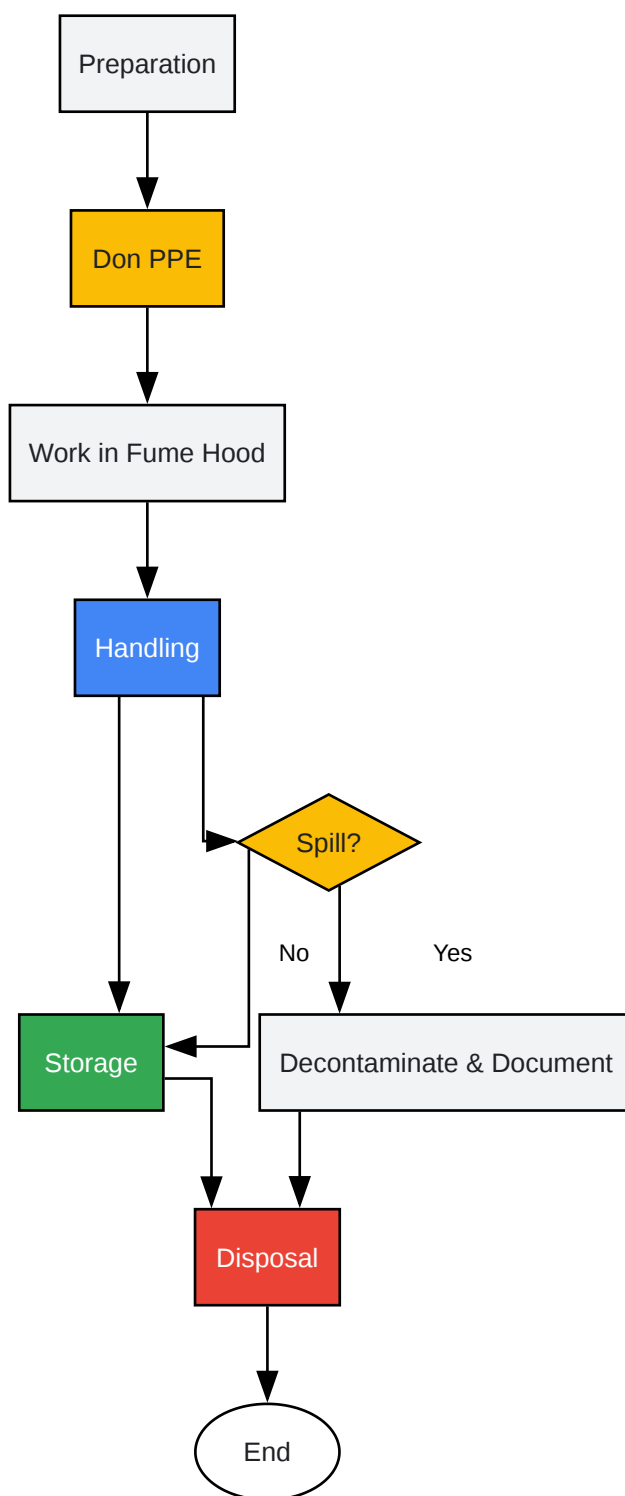 Preparation
Don PPE
Work in Fume Hood
Handling
Spill?
No
Yes
Storage
Decontaminate & Document
Disposal
End